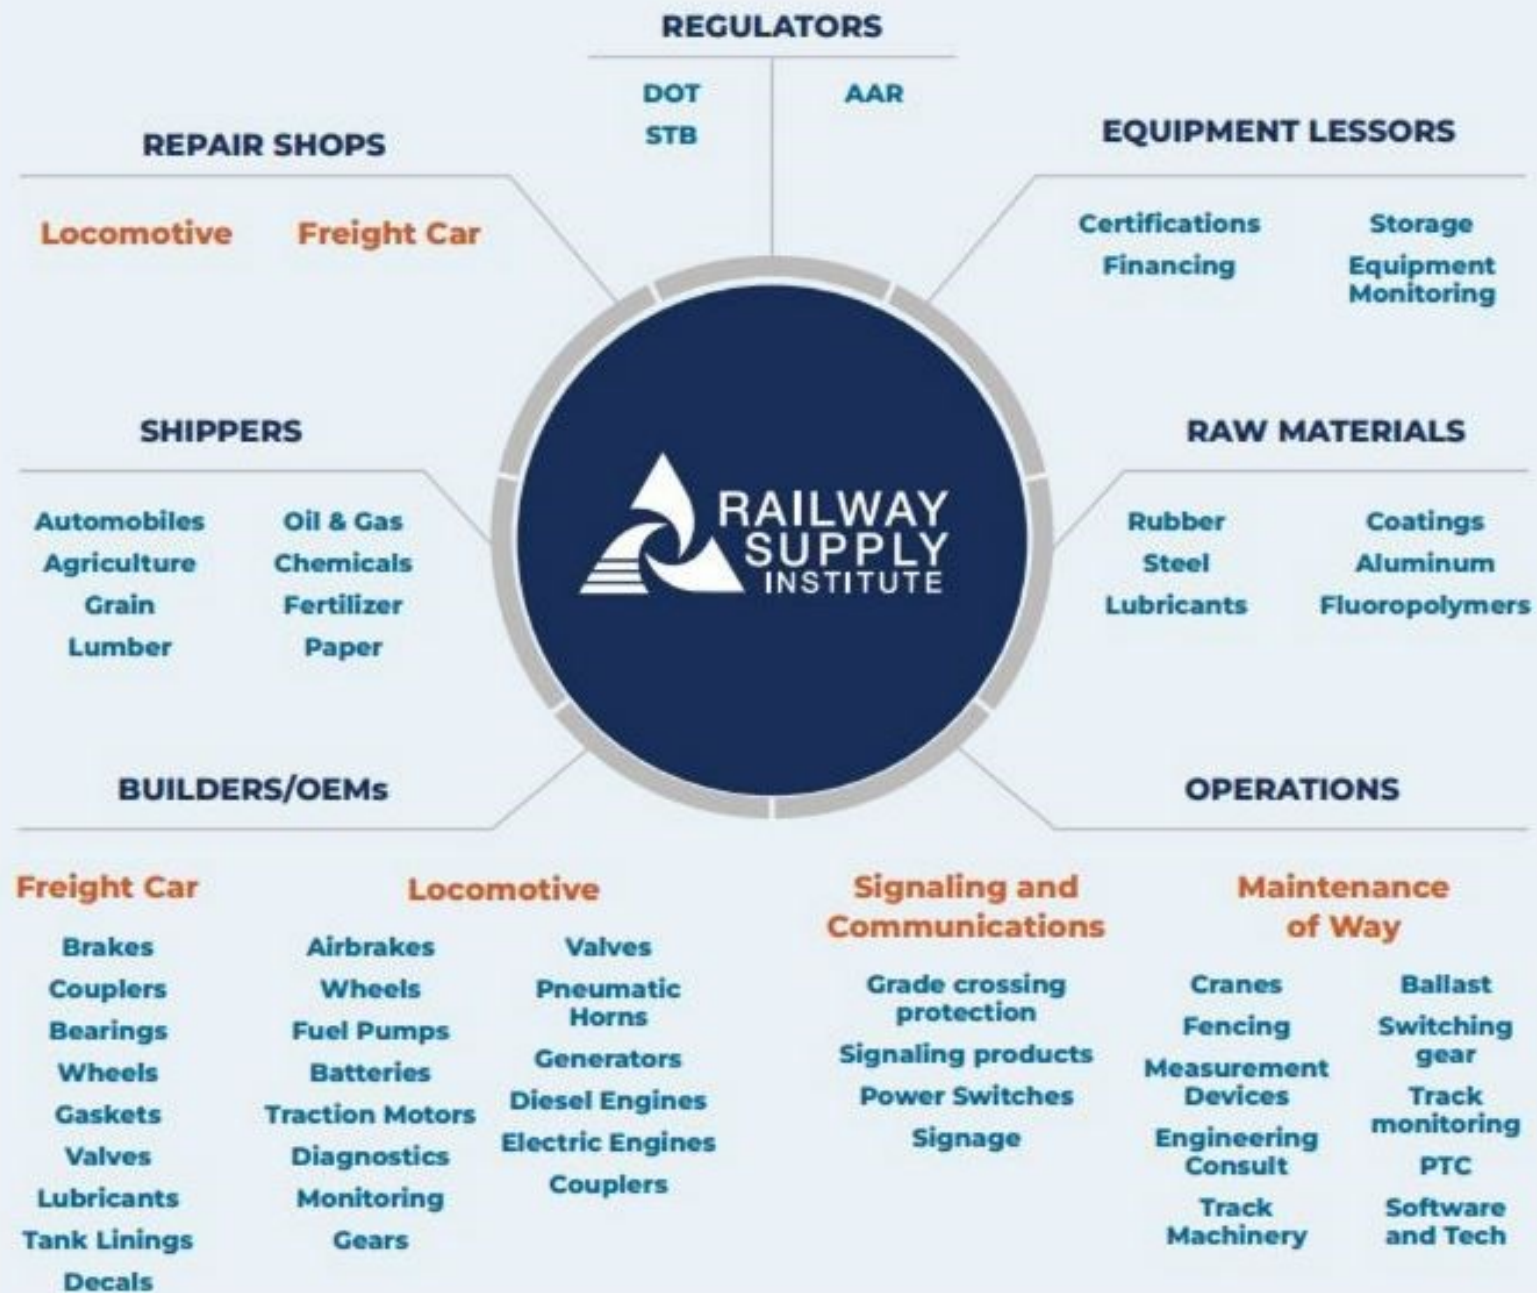 REGULATORS
DOT
STB
AAR
REPAIR SHOPS
Locomotive
Freight Car
EQUIPMENT LESSORS
Certifications
Financing
Storage
Equipment
Monitoring
SHIPPERS
Automobiles
Agriculture
Grain
Lumber
Oil & Gas
Chemicals
Fertilizer
Paper
RAILWAY
SUPPLY
INSTITUTE
RAW MATERIALS
Rubber
Steel
Lubricants
Coatings
Aluminum
Fluoropolymers
BUILDERS/OEMs
Freight Car
Brakes
Couplers
Bearings
Wheels
Gaskets
Valves
Lubricants
Tank Linings
Decals
Locomotive
Airbrakes
Wheels
Fuel Pumps
Batteries
Traction Motors
Diagnostics
Monitoring
Gears
Valves
Pneumatic
Horns
Generators
Diesel Engines
Electric Engines
Couplers
OPERATIONS
Signaling and
Communications
Grade crossing
protection
Signaling products
Power Switches
Signage
Maintenance
of Way
Cranes
Fencing
Measurement
Devices
Engineering
Consult
Track
Machinery
Ballast
Switching
gear
Track
monitoring
PTC
Software
and Tech